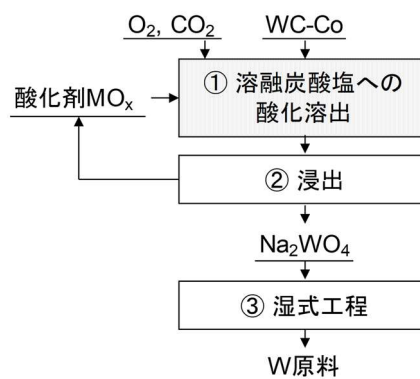 O₂, CO₂
WC-Co
酸化剤MOₓ
① 溶融炭酸塩への
酸化溶出
② 浸出
Na₂WO₄
③ 湿式工程
W原料